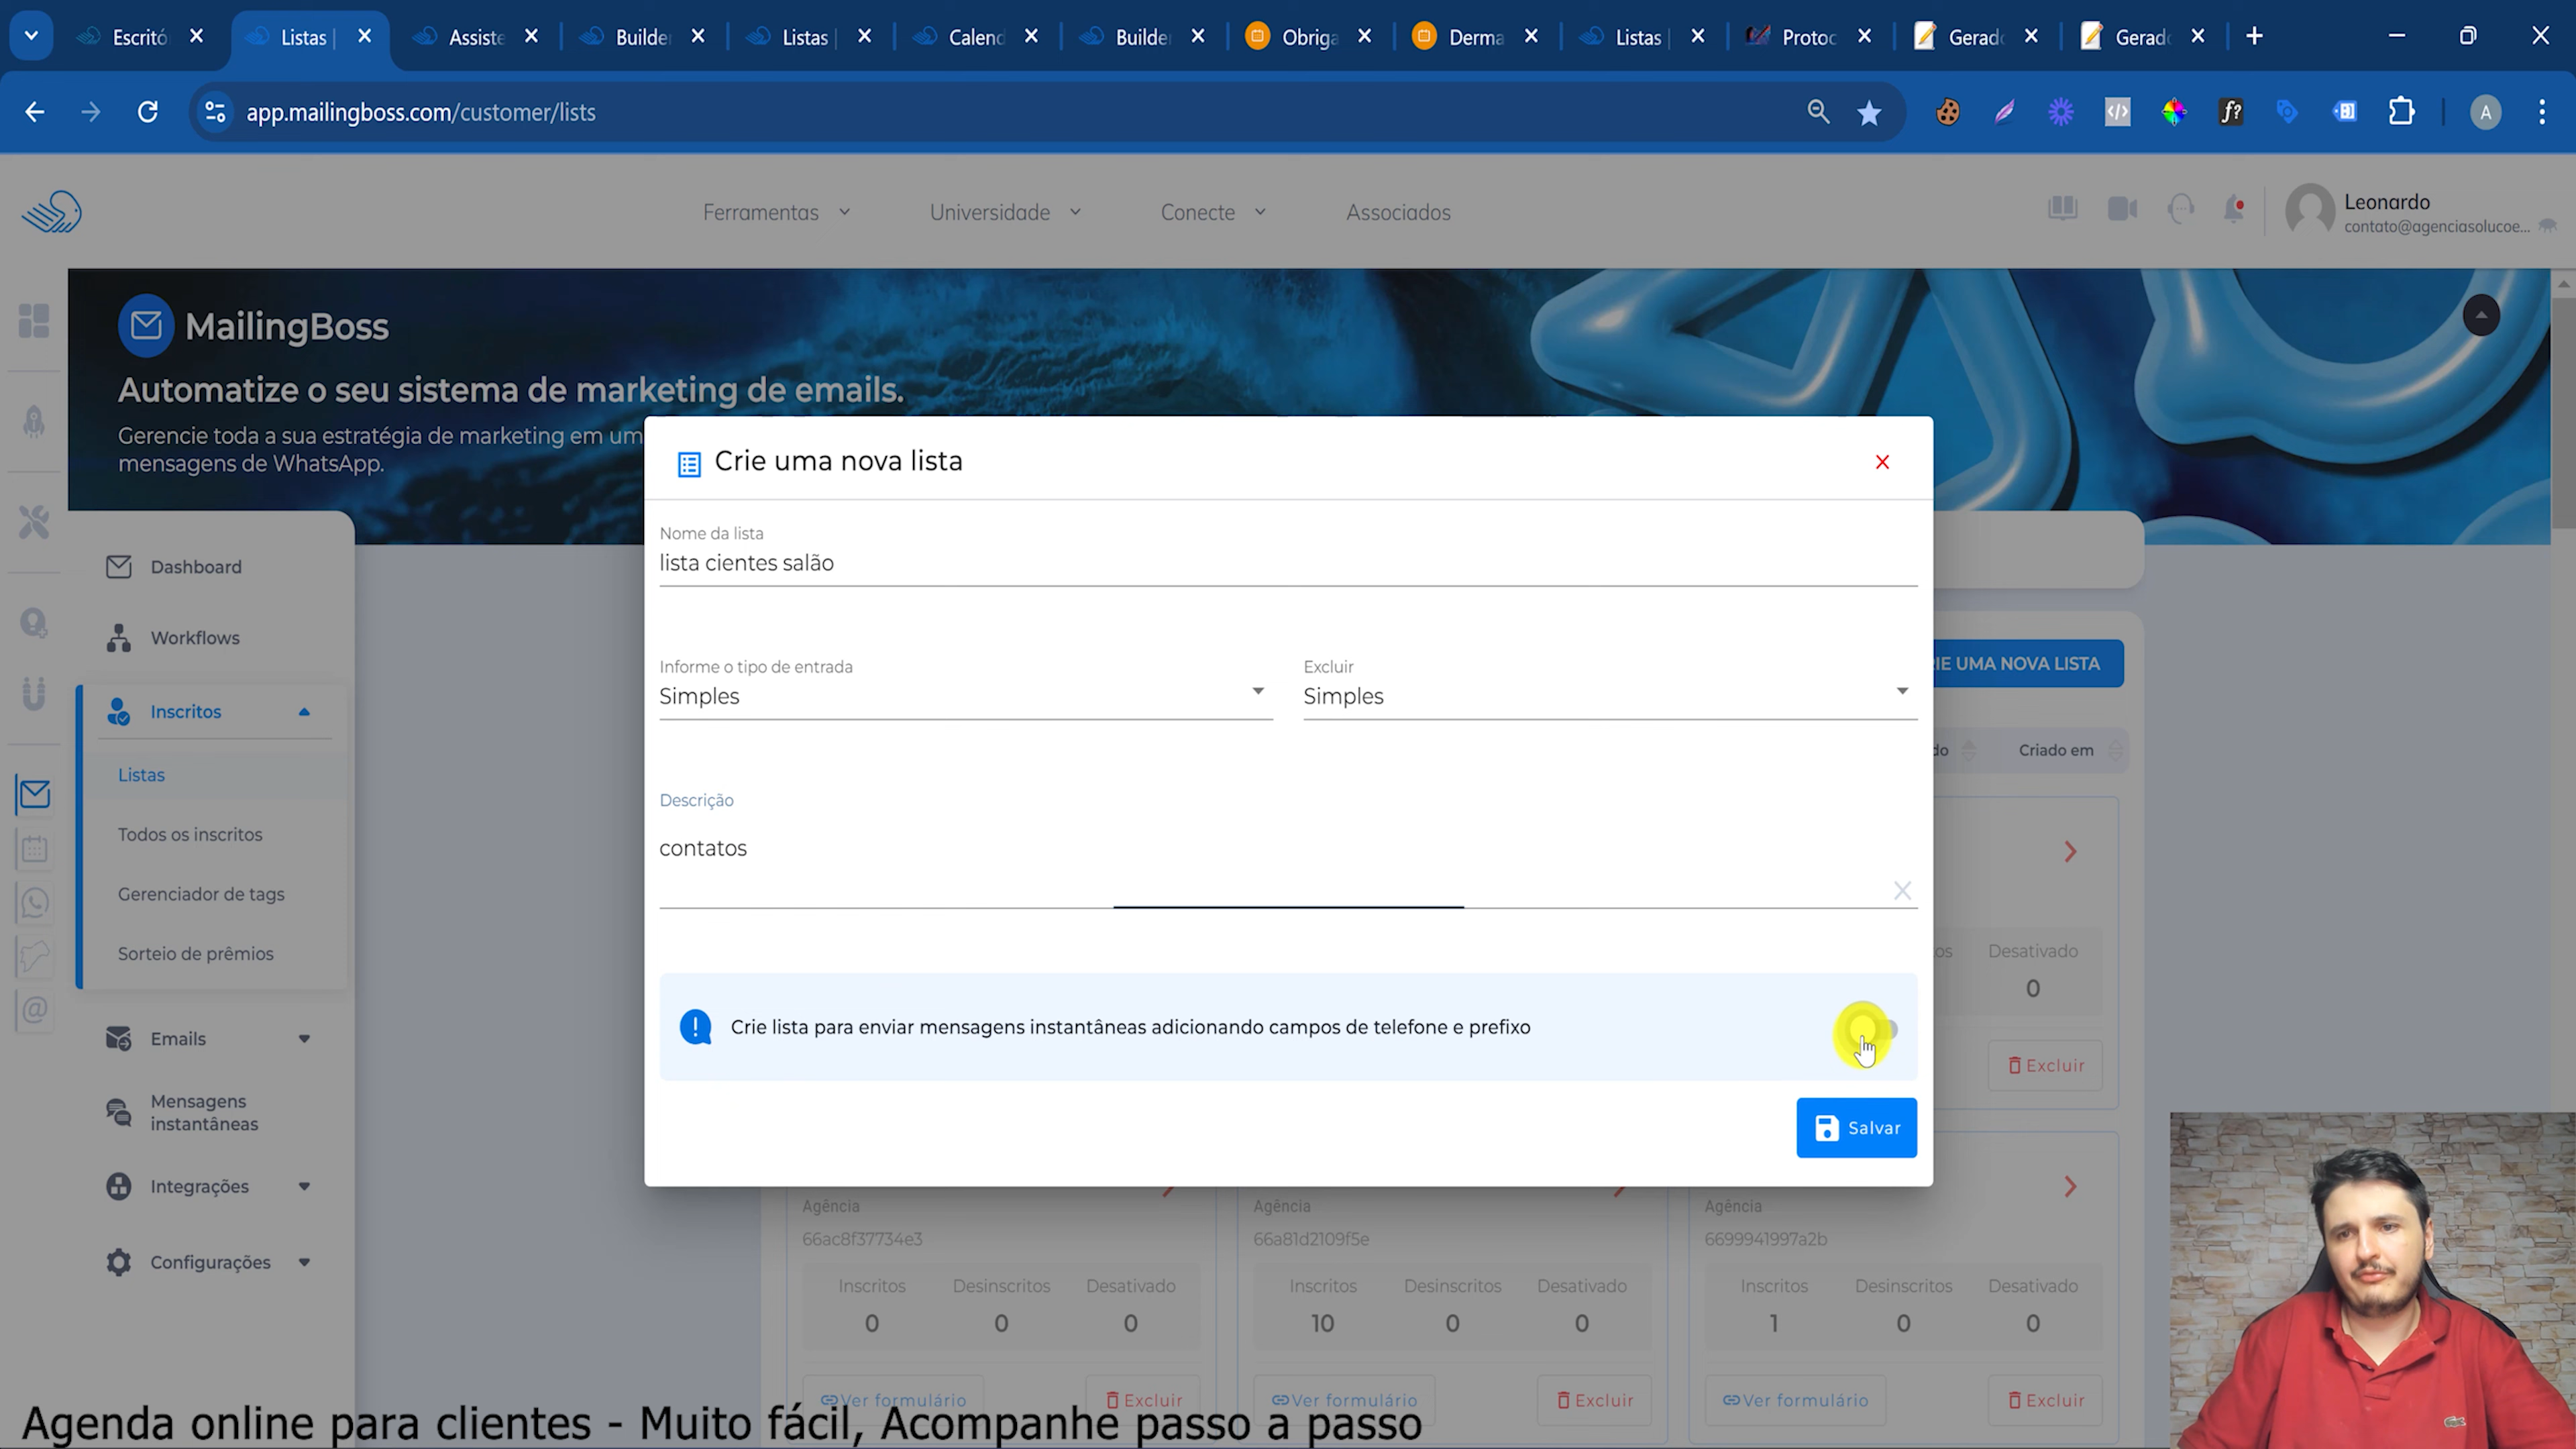 Escritó
Listas |
Assiste
Builder
Listas |
Calend
Builder
Obriga
Derma
Listas |
Protoc
Gerado
Gerado
app.mailingboss.com/customer/lists
A
Ferramentas
Universidade
Conecte
Associados
Leonardo
contato@agenciasolucoe...
MailingBoss
Automatize o seu sistema de marketing de emails.
Gerencie toda a sua estratégia de marketing em um
mensagens de WhatsApp.
Dashboard
Workflows
Inscritos
Listas
Todos os inscritos
Gerenciador de tags
Sorteio de prêmios
Emails
Mensagens
instantâneas
Integrações
Configurações
Crie uma nova lista
Nome da lista
lista cientes salão
Informe o tipo de entrada
Simples
Excluir
Simples
Descrição
contatos
Crie lista para enviar mensagens instantâneas adicionando campos de telefone e prefixo
Salvar
RIE UMA NOVA LISTA
do
Criado em
os
Desativado
0
Excluir
Agência
66ac8f37734e3
Inscritos Desinscritos Desativado
0 0 0
Ver formulário
Excluir
Agência
66a81d2109f5e
Inscritos Desinscritos Desativado
10 0 0
Ver formulário
Excluir
Agência
6699941997a2b
Inscritos Desinscritos Desativado
1 0 0
Ver formulário
Excluir
Agenda online para clientes - Muito fácil, Acompanhe passo a passo